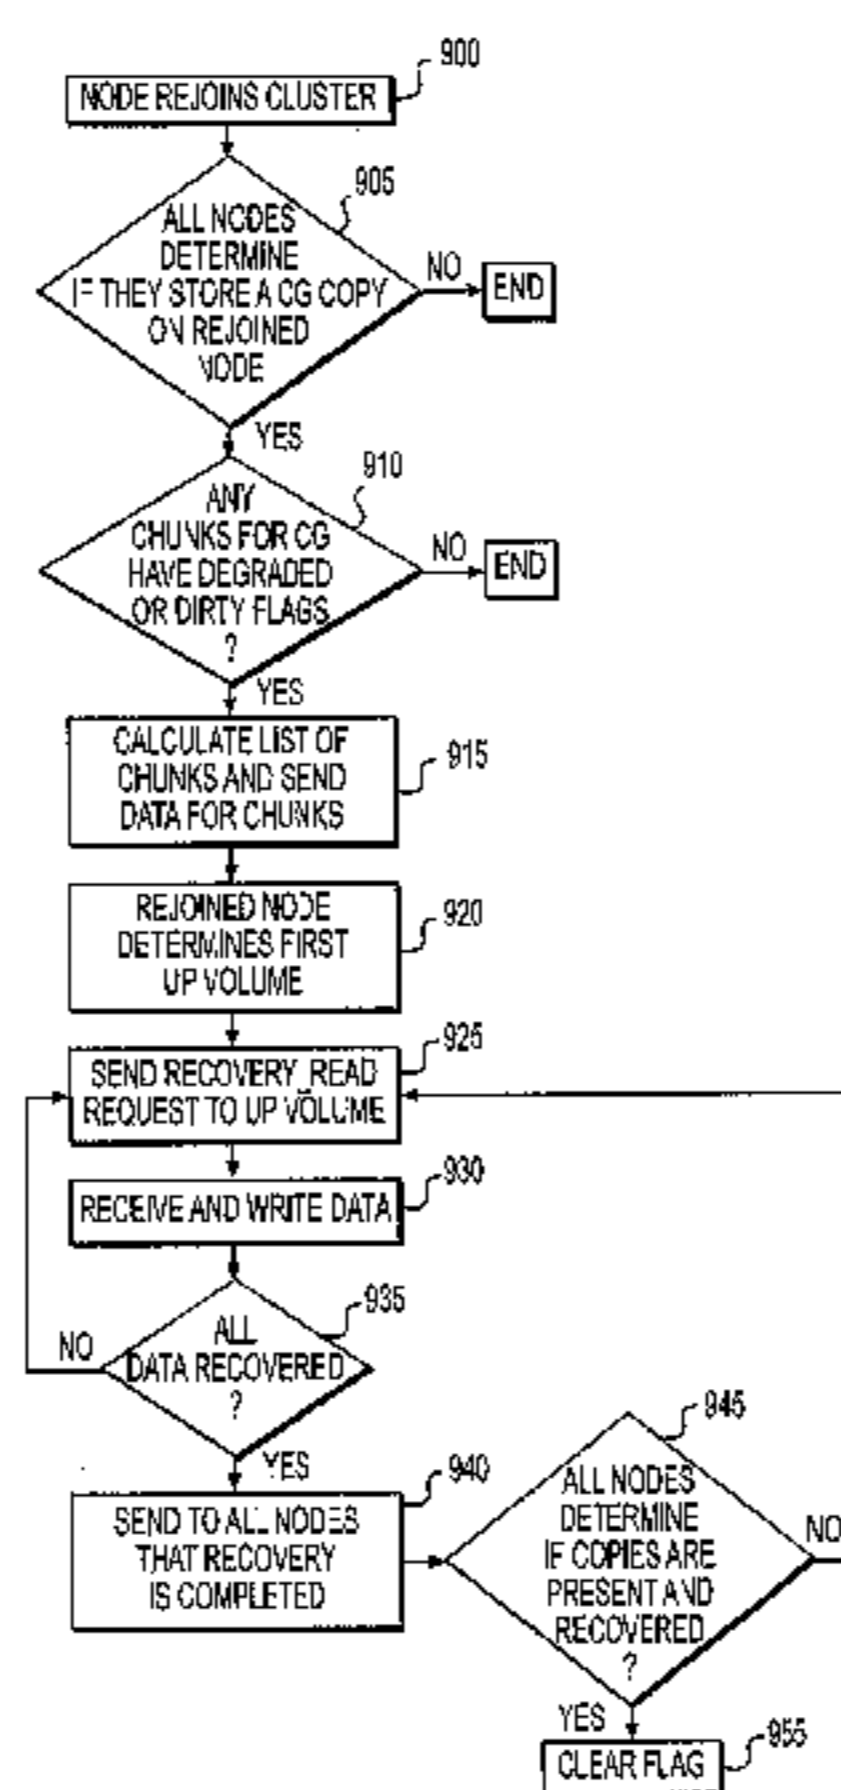 900
NODE REJOINS CLUSTER
905
ALL NODES
DETERMINE
IF THEY STORE A CG COPY
ON REJOINED
NODE
NO
END
YES
910
ANY
CHUNKS FOR CG
HAVE DEGRADED
OR DIRTY FLAGS
?
NO
END
YES
CALCULATE LIST OF
CHUNKS AND SEND
DATA FOR CHUNKS
915
REJOINED NODE
DETERMINES FIRST
UP VOLUME
920
925
SEND RECOVERY_READ
REQUEST TO UP VOLUME
930
RECEIVE AND WRITE DATA
935
ALL
DATA RECOVERED
?
NO
YES
940
SEND TO ALL NODES
THAT RECOVERY
IS COMPLETED
945
ALL NODES
DETERMINE
IF COPIES ARE
PRESENT AND
RECOVERED
?
NO
YES
955
CLEAR FLAG